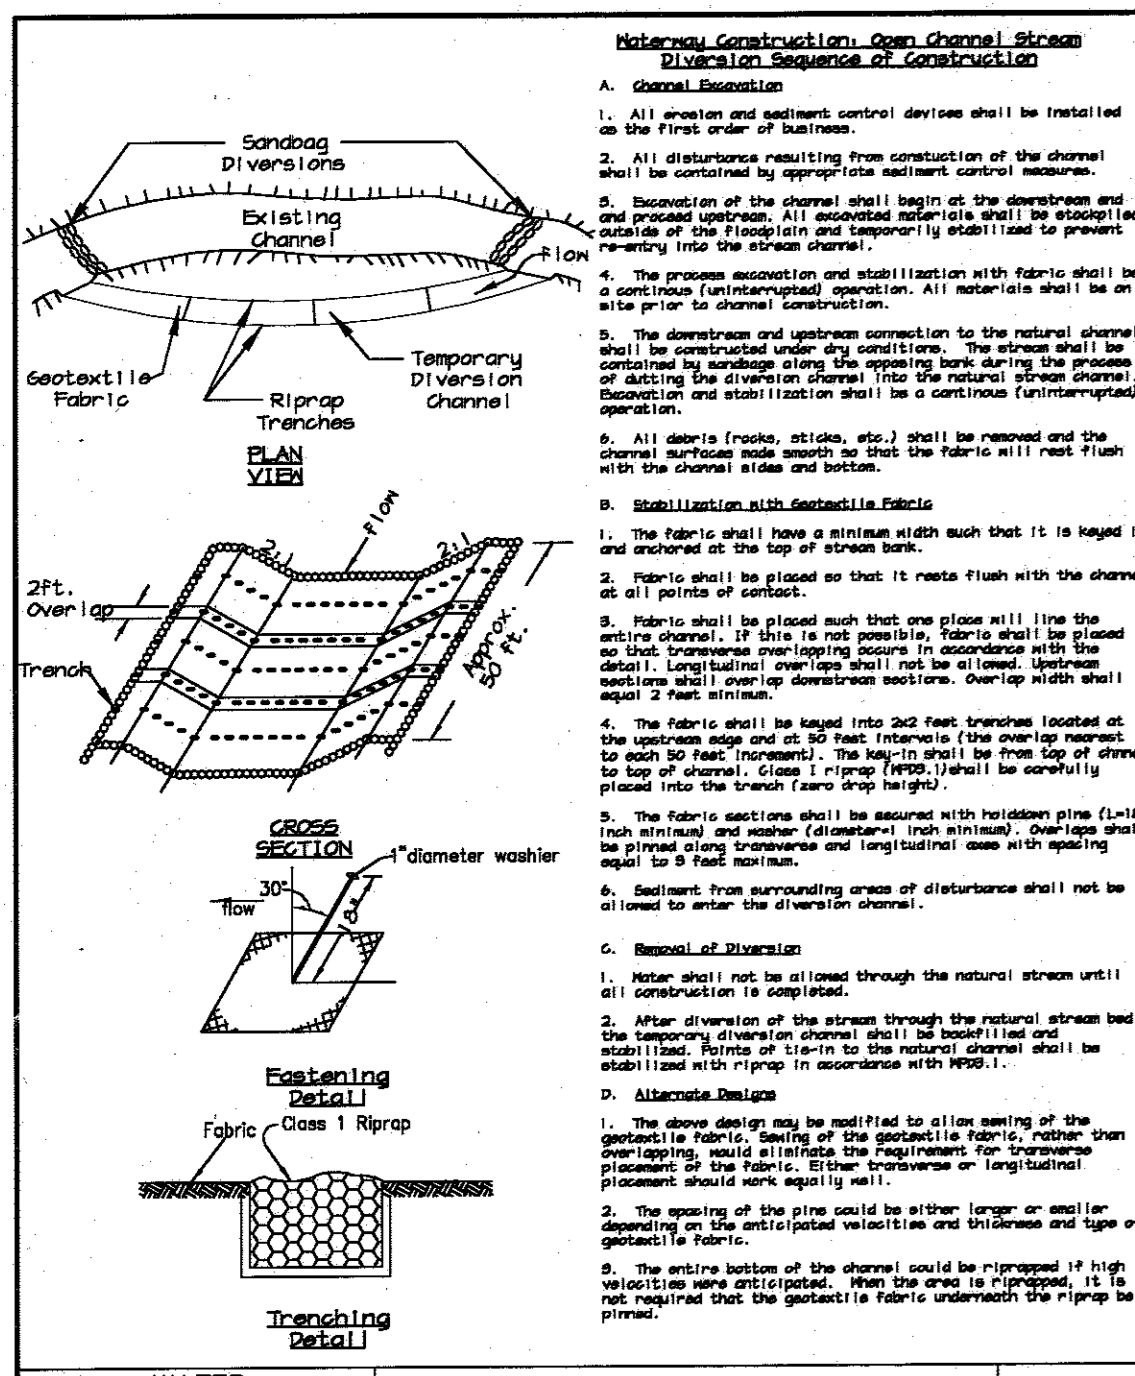 Waterway Construction: Open Channel Stream
Diversion Sequence of Construction
A. Channel Excavation
1. All erosion and sediment control devices shall be installed
as the first order of business.
2. All disturbance resulting from constuction of the channel
shall be contained by appropriate sediment control measures.
3. Excavation of the channel shall begin at the downstream end
and proceed upstream. All excavated materials shall be stockpiled
outside of the floodplain and temporarily stabilized to prevent
re-entry into the stream channel.
4. The process excavation and stabilization with fabric shall be
a continous (uninterrupted) operation. All materials shall be on
site prior to channel construction.
5. The downstream and upstream connection to the natural channel
shall be constructed under dry conditions. The stream shall be
contained by sandbags along the opposing bank during the process
of cutting the diversion channel into the natural stream channel.
Excavation and stabilization shall be a continous (uninterrupted)
operation.
6. All debris (rocks, sticks, etc.) shall be removed and the
channel surfaces made smooth so that the fabric will rest flush
with the channel sides and bottom.
B. Stabilization with Geotextile Fabric
1. The fabric shall have a minimum width such that it is keyed
and anchored at the top of stream bank.
2. Fabric shall be placed so that it rests flush with the channe
at all points of contact.
3. Fabric shall be placed such that one piece will line the
entire channel. If this is not possible, fabric shall be placed
so that transverse overlapping occurs in accordance with the
detail. Longitudinal overlaps shall not be allowed. Upstream
sections shall overlap downstream sections. Overlap width shall
equal 2 feet minimum.
4. The fabric shall be keyed into 2x2 feet trenches located at
the upstream edge and at 50 feet intervals (the overlap nearest
to each 50 feet increment). The key-in shall be from top of
to top of channel. Class I riprap shall be carefully
placed into the trench (zero drop height).
5. The fabric sections shall be secured with holddown pins
inch minimum) and washer (diameter=1 inch minimum). Overlaps shal
be pinned along transverse and longitudinal axes with spacing
equal to 3 feet maximum.
6. Sediment from surrounding areas of disturbance shall not be
allowed to enter the diversion channel.
C. Removal of Diversion
1. Water shall not be allowed through the natural stream until
all construction is completed.
2. After diversion of the stream through the natural stream bed
the temporary diversion channel shall be backfilled and
stabilized. Points of tie-in to the natural channel shall be
stabilized with riprap in accordance with
D. Alternate Designs
1. The above design may be modified to allow sewing of the
geotextile fabric. Sewing of the geotextile fabric, rather than
overlapping, would eliminate the requirement for transverse
placement of the fabric. Either transverse or longitudinal
placement should work equally well.
2. The spacing of the pins could be either larger or smaller
depending on the anticipated velocities and thickness and type o
geotextile fabric.
3. The entire bottom of the channel could be riprapped if high
velocities were anticipated. When the area is riprapped, it is
not required that the geotextile fabric underneath the riprap be
pinned.
Sandbag
Diversions
Existing
Channel
flow
Geotextile
Fabric
Riprap
Trenches
Temporary
Diversion
Channel
PLAN
VIEW
flow
2:1
2:1
2ft.
Overlap
Trench
Approx.
50 ft.
CROSS
SECTION
1" diameter washier
30°
flow
18"
Fastening
Detail
Fabric
Class 1 Riprap
Trenching
Detail